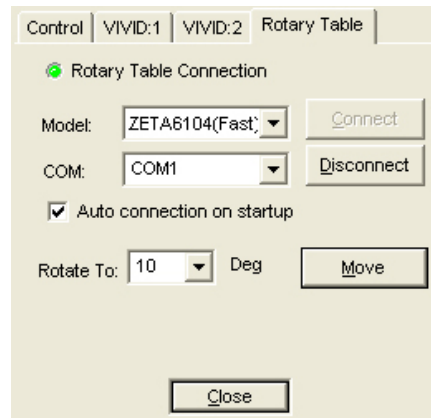 Control VIVID:1 VIVID:2 Rotary Table
Rotary Table Connection
Model: ZETA6104(Fast) Connect
COM: COM1 Disconnect
Auto connection on startup
Rotate To: 10 Deg Move
Close